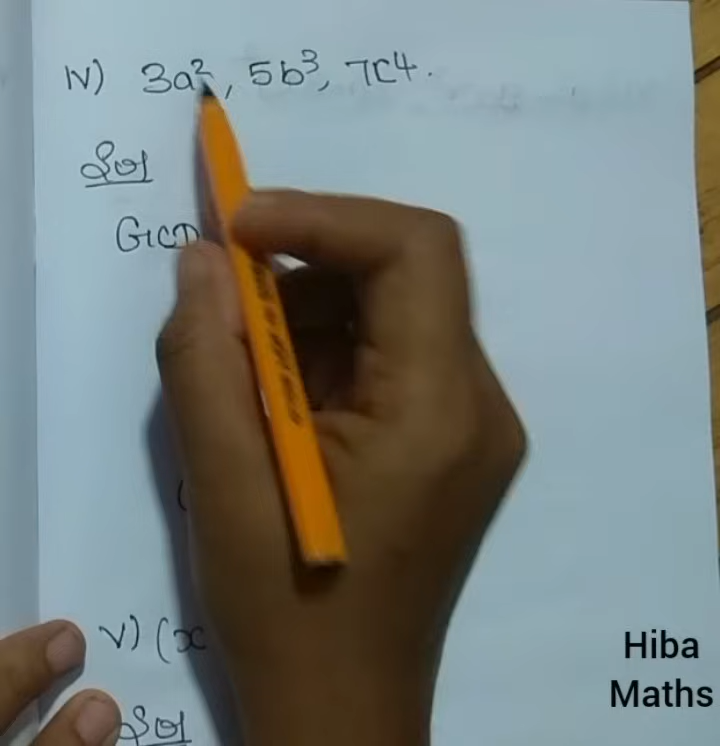 IV) 3a², 5b³, 7c⁴.
Sol
GCD
V) (x
Sol
Hiba
Maths